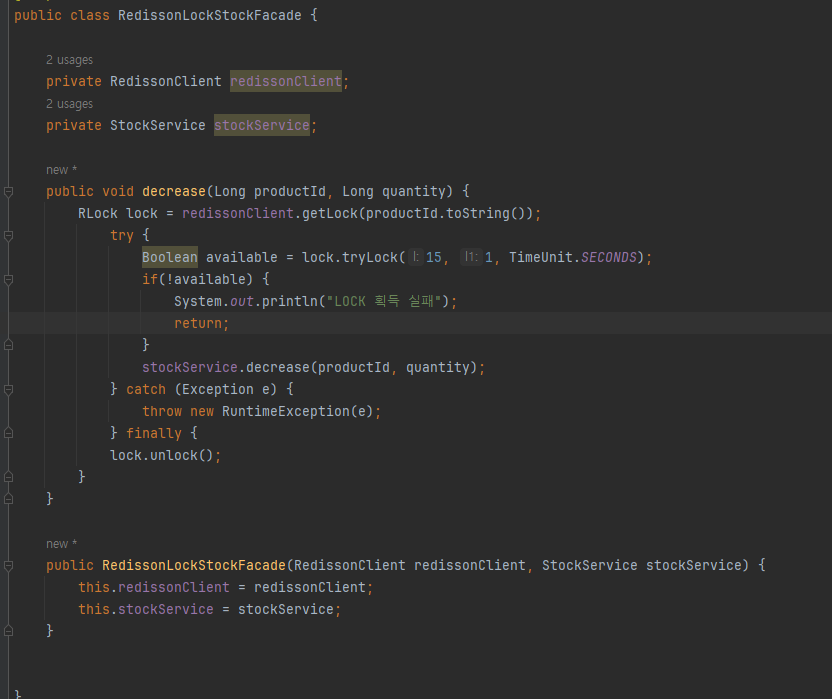 public class RedissonLockStockFacade {
2 usages
private RedissonClient redissonClient;
2 usages
private StockService stockService;
new *
public void decrease(Long productId, Long quantity) {
RLock lock = redissonClient.getLock(productId.toString());
try {
Boolean available = lock.tryLock( l: 15, l1: 1, TimeUnit.SECONDS);
if(!available) {
System.out.println("LOCK 획득 실패");
return;
}
stockService.decrease(productId, quantity);
} catch (Exception e) {
throw new RuntimeException(e);
} finally {
lock.unlock();
}
}
new *
public RedissonLockStockFacade(RedissonClient redissonClient, StockService stockService) {
this.redissonClient = redissonClient;
this.stockService = stockService;
}
}